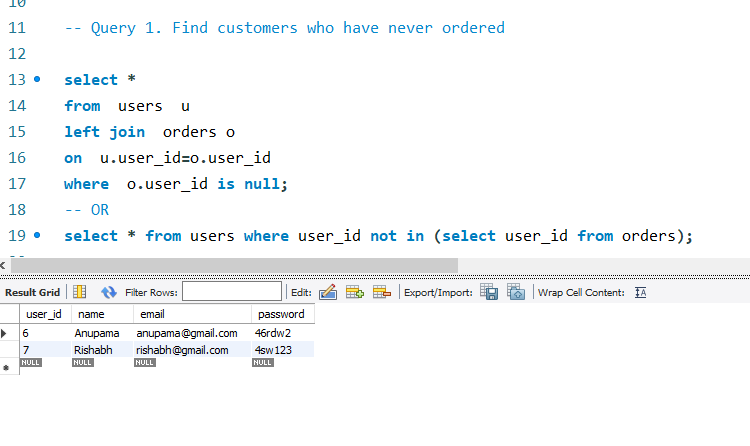 10
11 -- Query 1. Find customers who have never ordered
12
13 select *
14 from users u
15 left join orders o
16 on u.user_id=o.user_id
17 where o.user_id is null;
18 -- OR
19 select * from users where user_id not in (select user_id from orders);
Result Grid Filter Rows: Edit: Export/Import: Wrap Cell Content:
user_id name email password
6 Anupama anupama@gmail.com 46rdw2
7 Rishabh rishabh@gmail.com 4sw123
NULL NULL NULL NULL